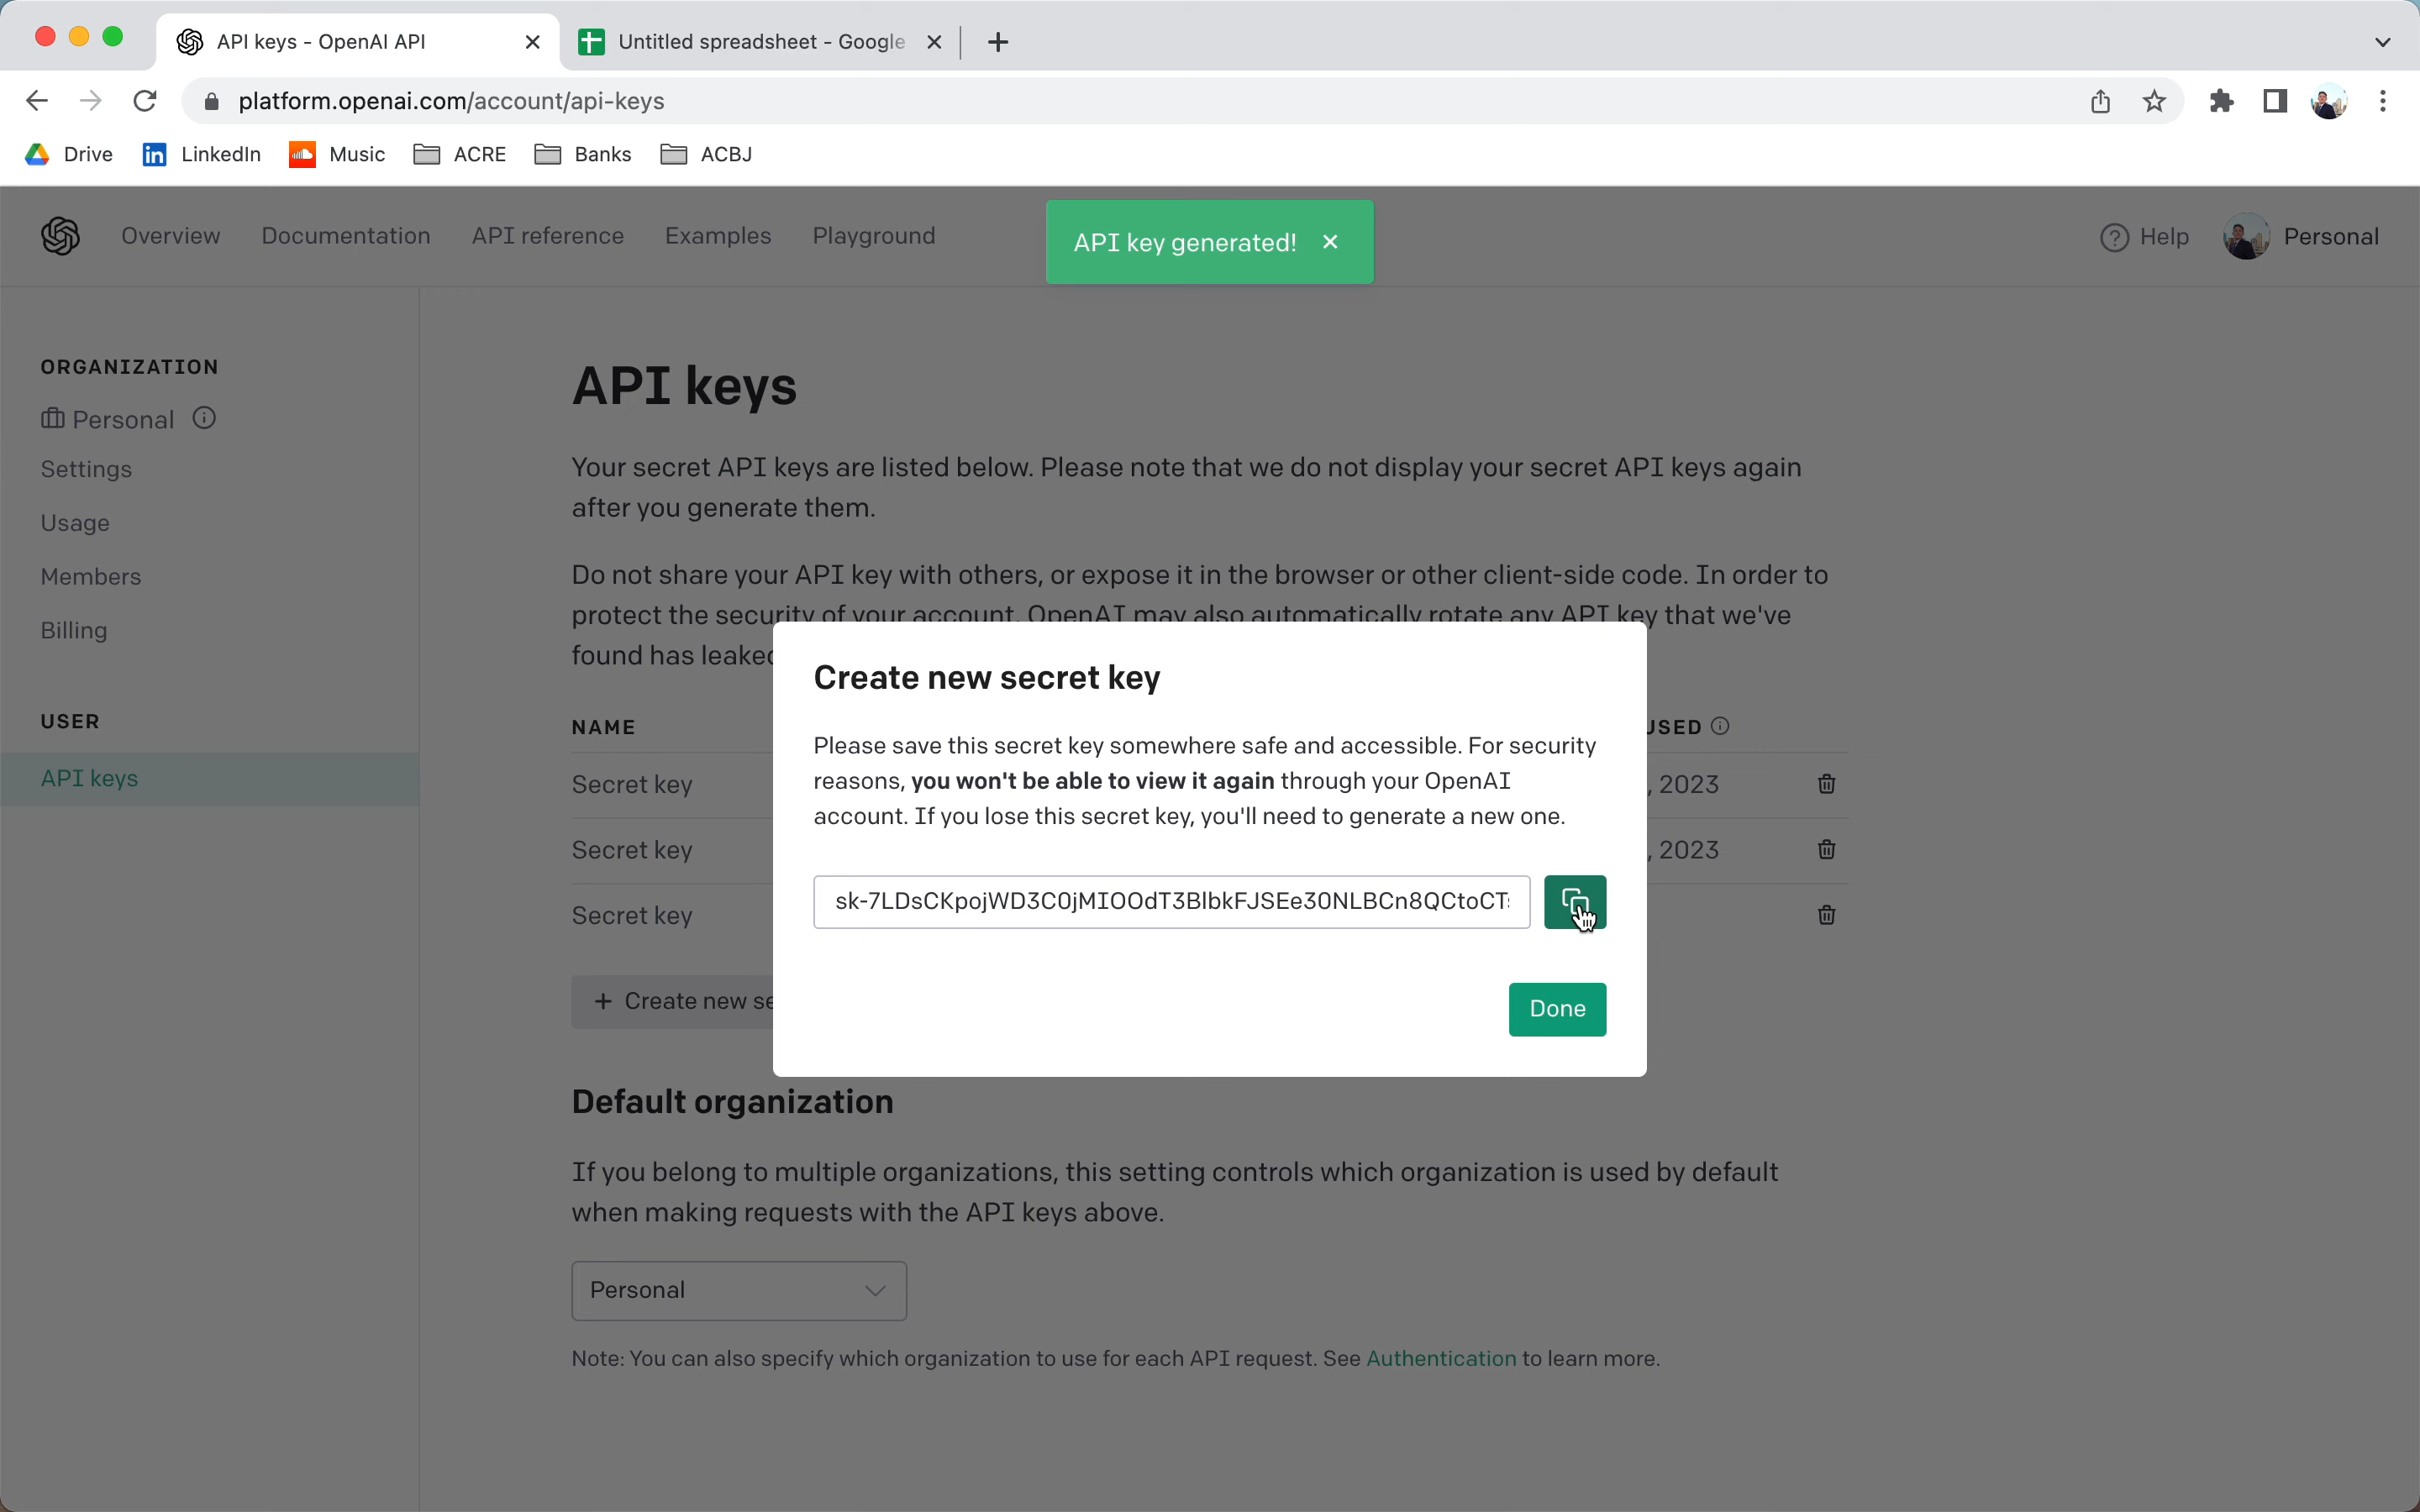 API keys - OpenAI API
Untitled spreadsheet - Google
platform.openai.com/account/api-keys
Drive LinkedIn Music ACRE Banks ACBJ
Overview Documentation API reference Examples Playground
API key generated!
Help Personal
ORGANIZATION
Personal
Settings
Usage
Members
Billing
USER
API keys
API keys
Your secret API keys are listed below. Please note that we do not display your secret API keys again
after you generate them.
Do not share your API key with others, or expose it in the browser or other client-side code. In order to
protect the security of your account, OpenAI may also automatically rotate any API key that we've
found has leaked
NAME
USED
Secret key
, 2023
Secret key
, 2023
Secret key
+ Create new se
Create new secret key
Please save this secret key somewhere safe and accessible. For security
reasons, you won't be able to view it again through your OpenAI
account. If you lose this secret key, you'll need to generate a new one.
Done
Default organization
If you belong to multiple organizations, this setting controls which organization is used by default
when making requests with the API keys above.
Personal
Note: You can also specify which organization to use for each API request. See Authentication to learn more.